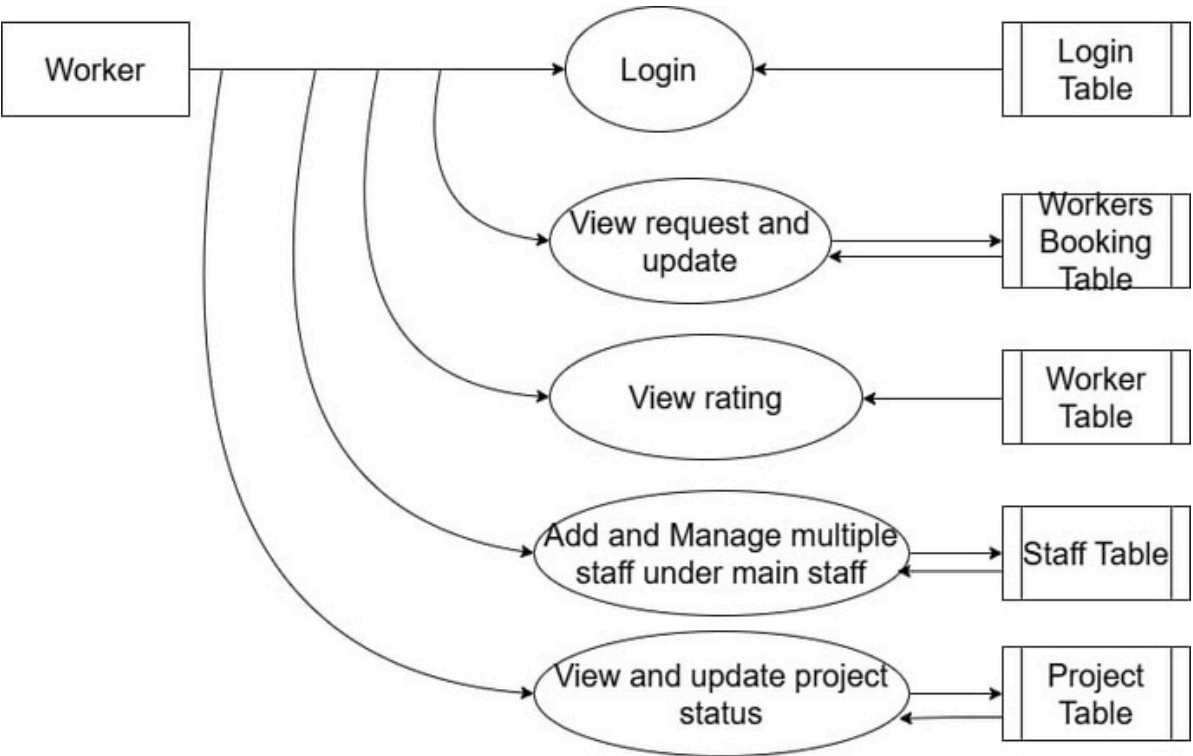 Worker
Login
Login
Table
View request and
update
Workers
Booking
Table
View rating
Worker
Table
Add and Manage multiple
staff under main staff
Staff Table
View and update project
status
Project
Table